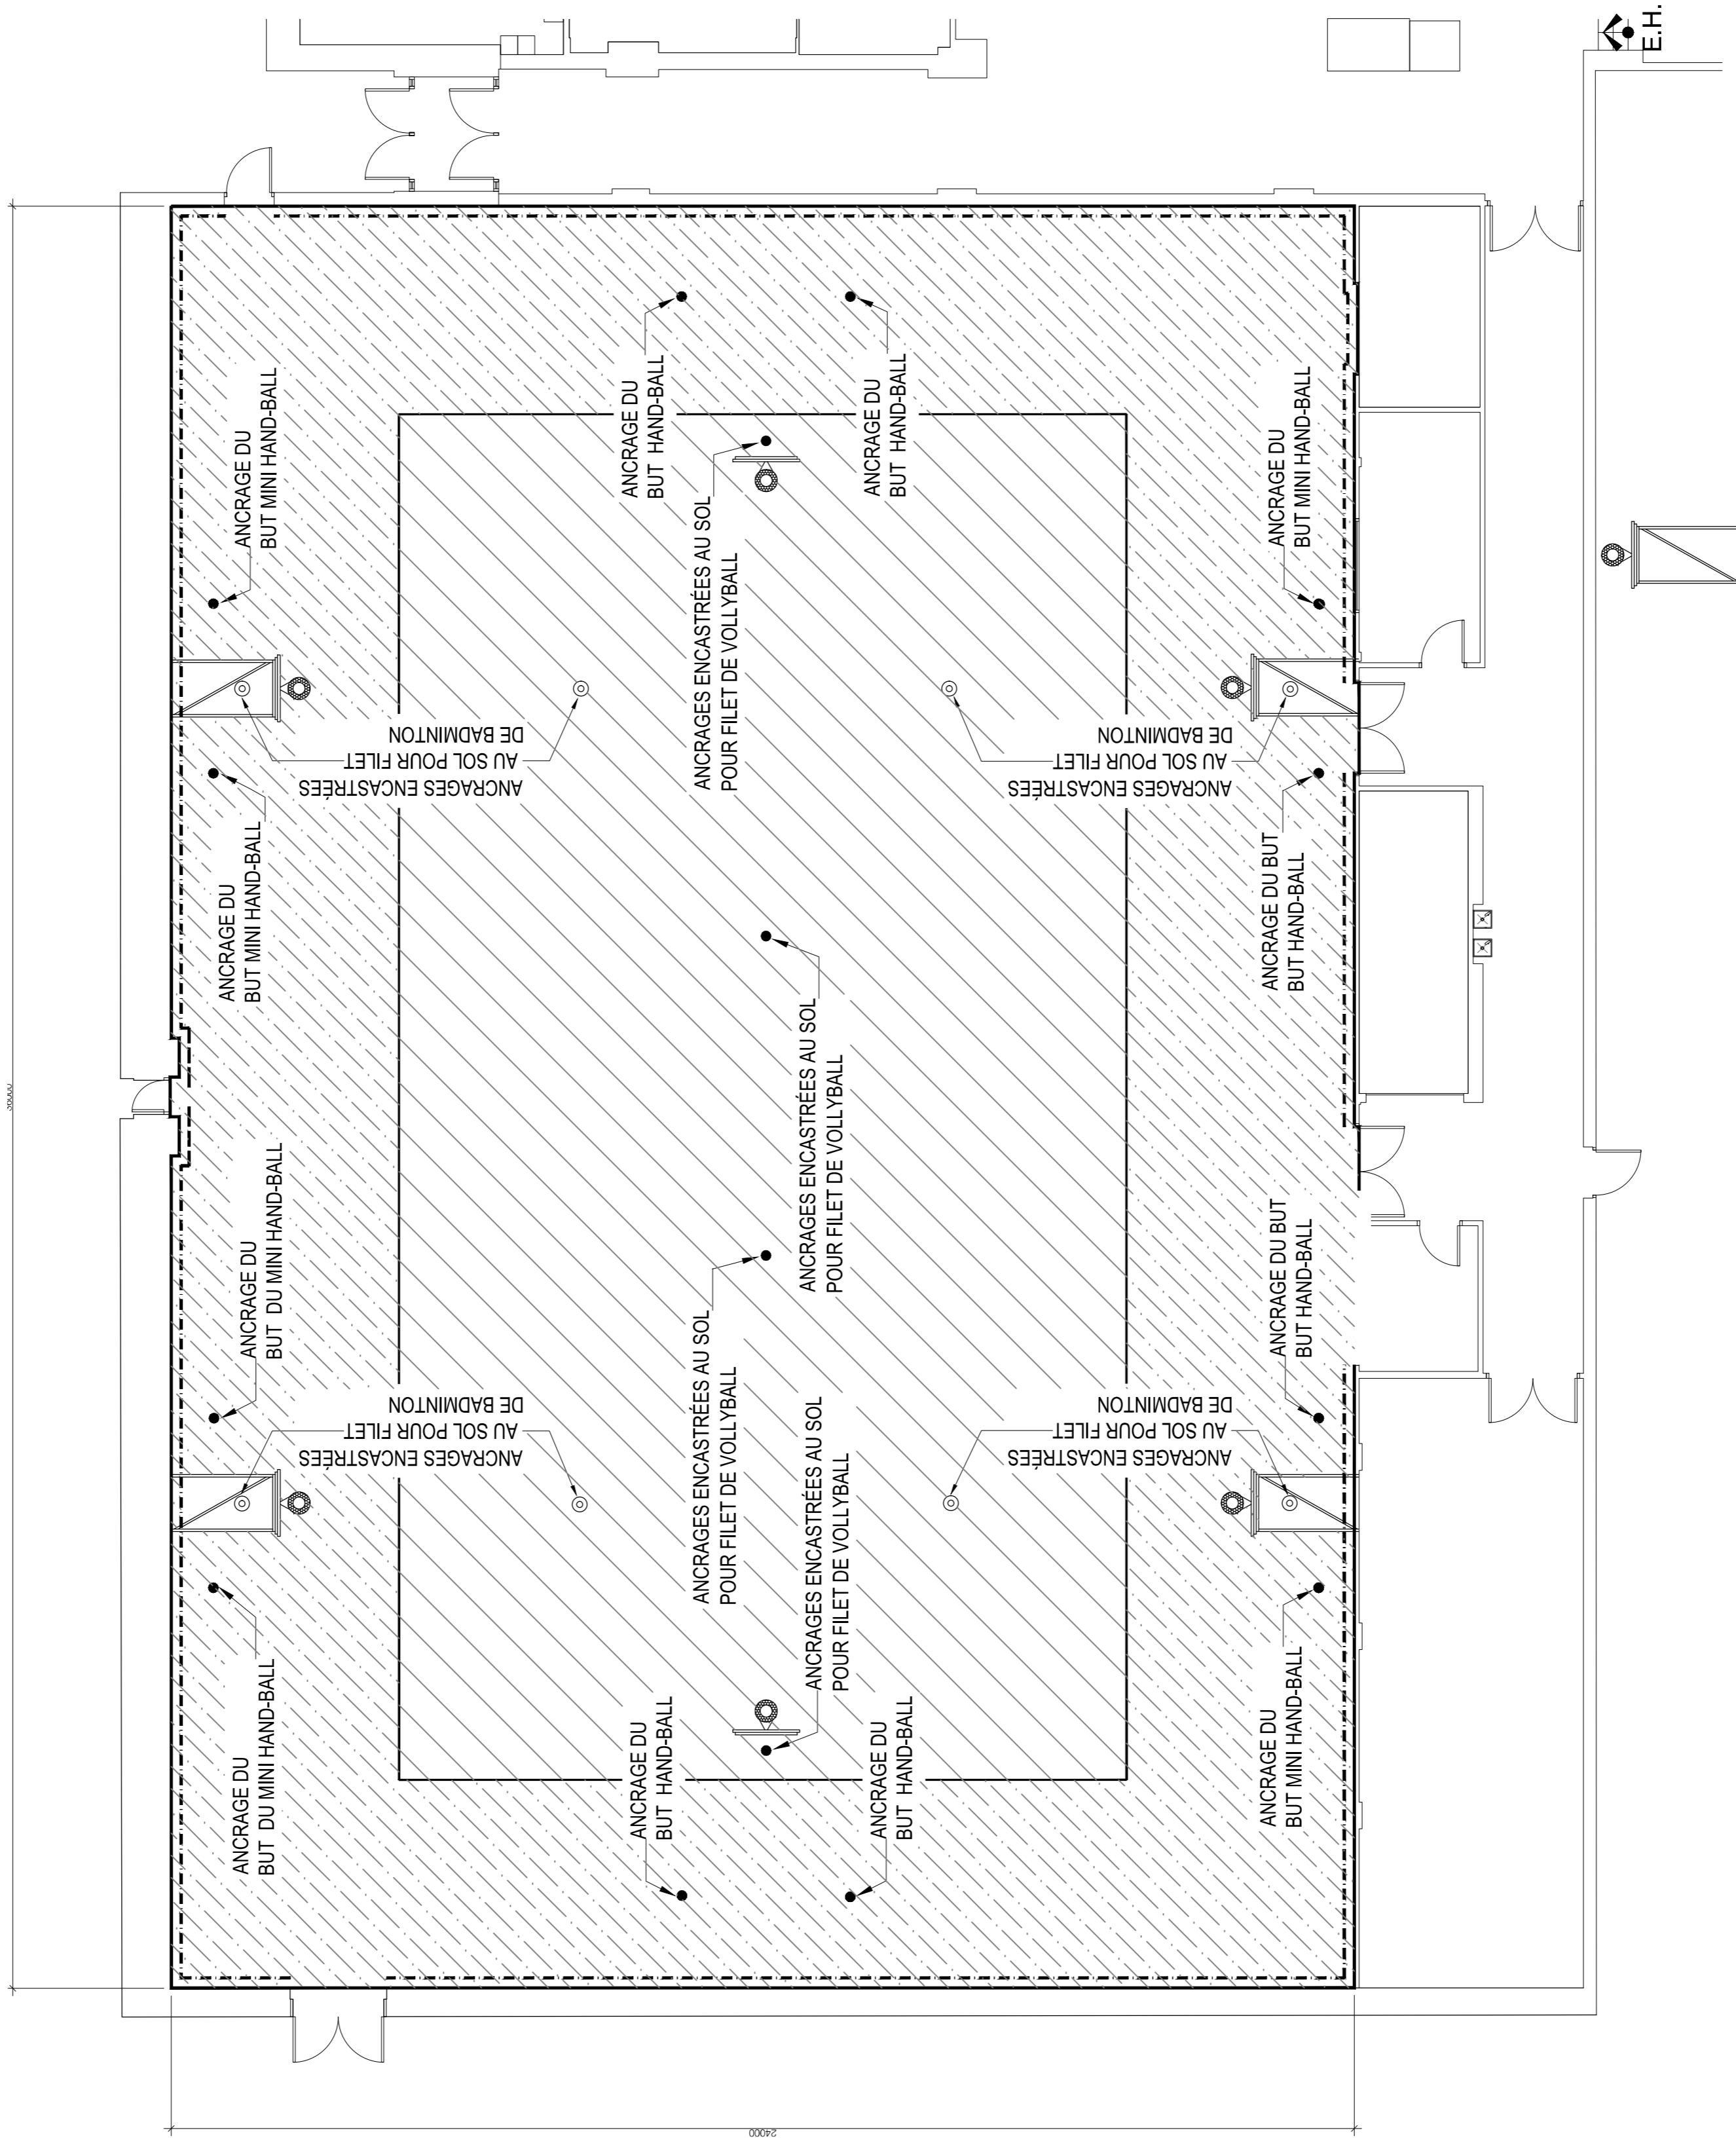 E.H.
36000
ANCRAGE DU
BUT MINI HAND-BALL
ANCRAGE DU
BUT HAND-BALL
ANCRAGE DU
BUT HAND-BALL
ANCRAGE DU
BUT MINI HAND-BALL
ANCRAGES ENCASTRÉES AU SOL
POUR FILET DE VOLLYBALL
ANCRAGES ENCASTRÉES
AU SOL POUR FILET
DE BADMINTON
ANCRAGES ENCASTRÉES
AU SOL POUR FILET
DE BADMINTON
ANCRAGE DU
BUT MINI HAND-BALL
ANCRAGE DU BUT
BUT HAND-BALL
ANCRAGES ENCASTRÉES AU SOL
POUR FILET DE VOLLYBALL
ANCRAGE DU
BUT DU MINI HAND-BALL
ANCRAGE DU BUT
BUT HAND-BALL
ANCRAGES ENCASTRÉES AU SOL
POUR FILET DE VOLLYBALL
ANCRAGES ENCASTRÉES
AU SOL POUR FILET
DE BADMINTON
ANCRAGES ENCASTRÉES
AU SOL POUR FILET
DE BADMINTON
ANCRAGES ENCASTRÉES AU SOL
POUR FILET DE VOLLYBALL
ANCRAGE DU
BUT DU MINI HAND-BALL
ANCRAGE DU
BUT HAND-BALL
ANCRAGE DU
BUT HAND-BALL
ANCRAGE DU
BUT MINI HAND-BALL
24000